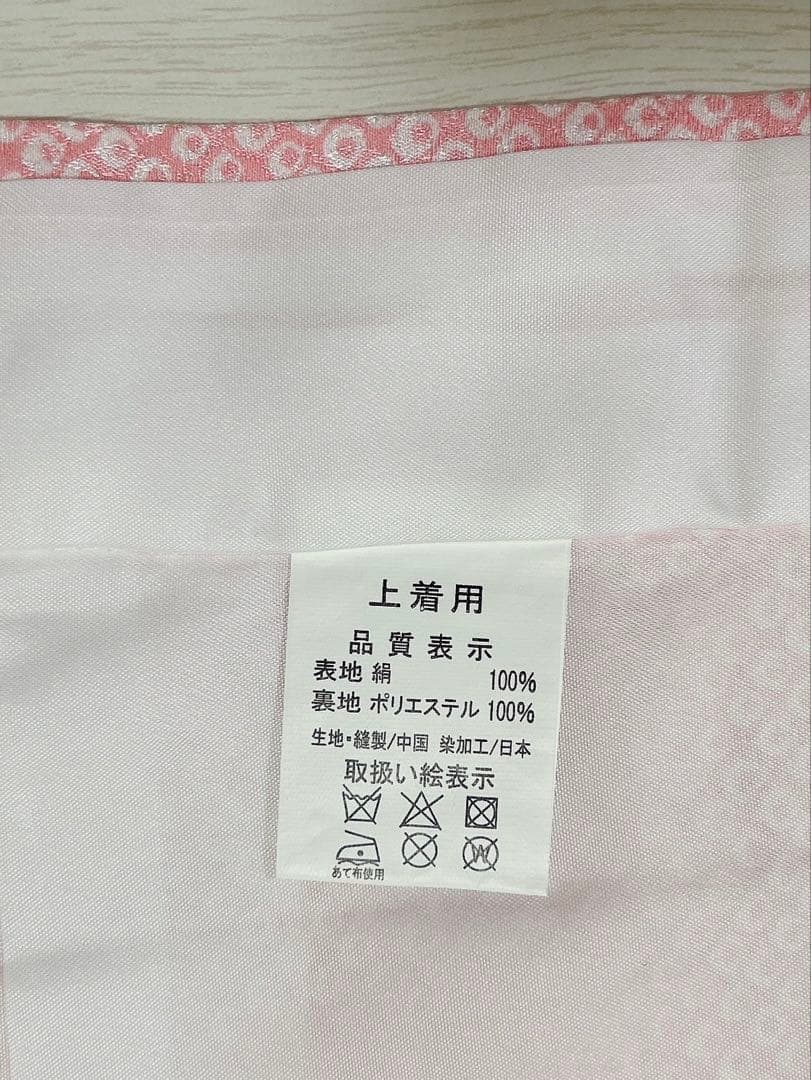 上着用
品質表示
表地 絹 100%
裏地 ポリエステル 100%
生地・縫製/中国 染加工/日本
取扱い絵表示
あて布使用